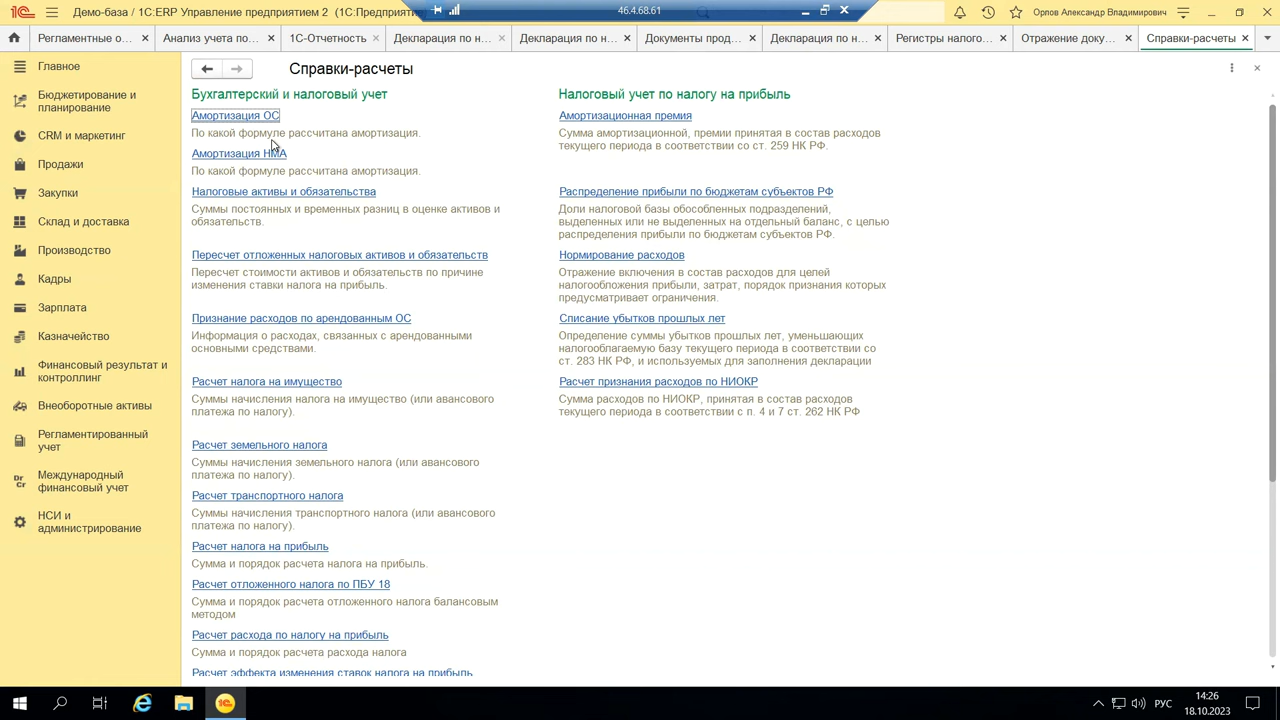 Демо-база / 1С:ERP Управление предприятием 2 (1С:Предприятие
46.4.68.61
Орлов Александр Владимирович
Регламентные о...
Анализ учета по...
1С-Отчетность
Декларация по н...
Декларация по н...
Документы прод...
Декларация по н...
Регистры налого...
Отражение доку...
Справки-расчеты
Главное
Бюджетирование и
планирование
CRM и маркетинг
Продажи
Закупки
Склад и доставка
Производство
Кадры
Зарплата
Казначейство
Финансовый результат и
контроллинг
Внеоборотные активы
Регламентированный
учет
Международный
финансовый учет
НСИ и
администрирование
Справки-расчеты
Бухгалтерский и налоговый учет
Амортизация ОС
По какой формуле рассчитана амортизация.
Амортизация НМА
По какой формуле рассчитана амортизация.
Налоговые активы и обязательства
Суммы постоянных и временных разниц в оценке активов и
обязательств.
Пересчет отложенных налоговых активов и обязательств
Пересчет стоимости активов и обязательств по причине
изменения ставки налога на прибыль.
Признание расходов по арендованным ОС
Информация о расходах, связанных с арендованными
основными средствами.
Расчет налога на имущество
Суммы начисления налога на имущество (или авансового
платежа по налогу).
Расчет земельного налога
Суммы начисления земельного налога (или авансового
платежа по налогу).
Расчет транспортного налога
Суммы начисления транспортного налога (или авансового
платежа по налогу).
Расчет налога на прибыль
Сумма и порядок расчета налога на прибыль.
Расчет отложенного налога по ПБУ 18
Сумма и порядок расчета отложенного налога балансовым
методом
Расчет расхода по налогу на прибыль
Сумма и порядок расчета расхода налога
Расчет эффекта изменения ставок налога на прибыль
Налоговый учет по налогу на прибыль
Амортизационная премия
Сумма амортизационной, премии принятая в состав расходов
текущего периода в соответствии со ст. 259 НК РФ.
Распределение прибыли по бюджетам субъектов РФ
Доли налоговой базы обособленных подразделений,
выделенных или не выделенных на отдельный баланс, с целью
распределения прибыли по бюджетам субъектов РФ.
Нормирование расходов
Отражение включения в состав расходов для целей
налогообложения прибыли, затрат, порядок признания которых
предусматривает ограничения.
Списание убытков прошлых лет
Определение суммы убытков прошлых лет, уменьшающих
налогооблагаемую базу текущего периода в соответствии со
ст. 283 НК РФ, и используемых для заполнения декларации
Расчет признания расходов по НИОКР
Сумма расходов по НИОКР, принятая в состав расходов
текущего периода в соответствии с п. 4 и 7 ст. 262 НК РФ
РУС
14:26
18.10.2023